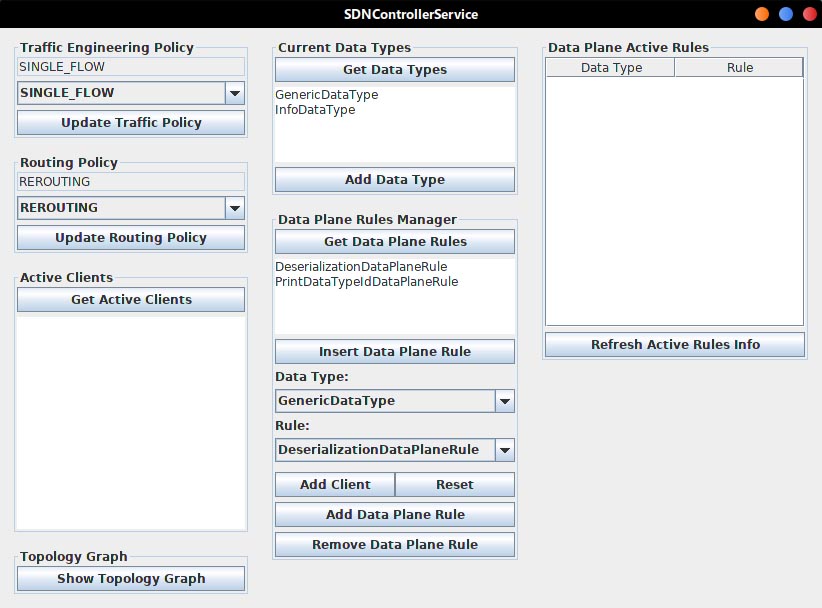 SDNControllerService
Traffic Engineering Policy
SINGLE_FLOW
SINGLE_FLOW
Update Traffic Policy
Routing Policy
REROUTING
REROUTING
Update Routing Policy
Active Clients
Get Active Clients
Topology Graph
Show Topology Graph
Current Data Types
Get Data Types
GenericDataType
InfoDataType
Add Data Type
Data Plane Rules Manager
Get Data Plane Rules
DeserializationDataPlaneRule
PrintDataTypeIdDataPlaneRule
Insert Data Plane Rule
Data Type:
GenericDataType
Rule:
DeserializationDataPlaneRule
Add Client Reset
Add Data Plane Rule
Remove Data Plane Rule
Data Plane Active Rules
Data Type Rule
Refresh Active Rules Info